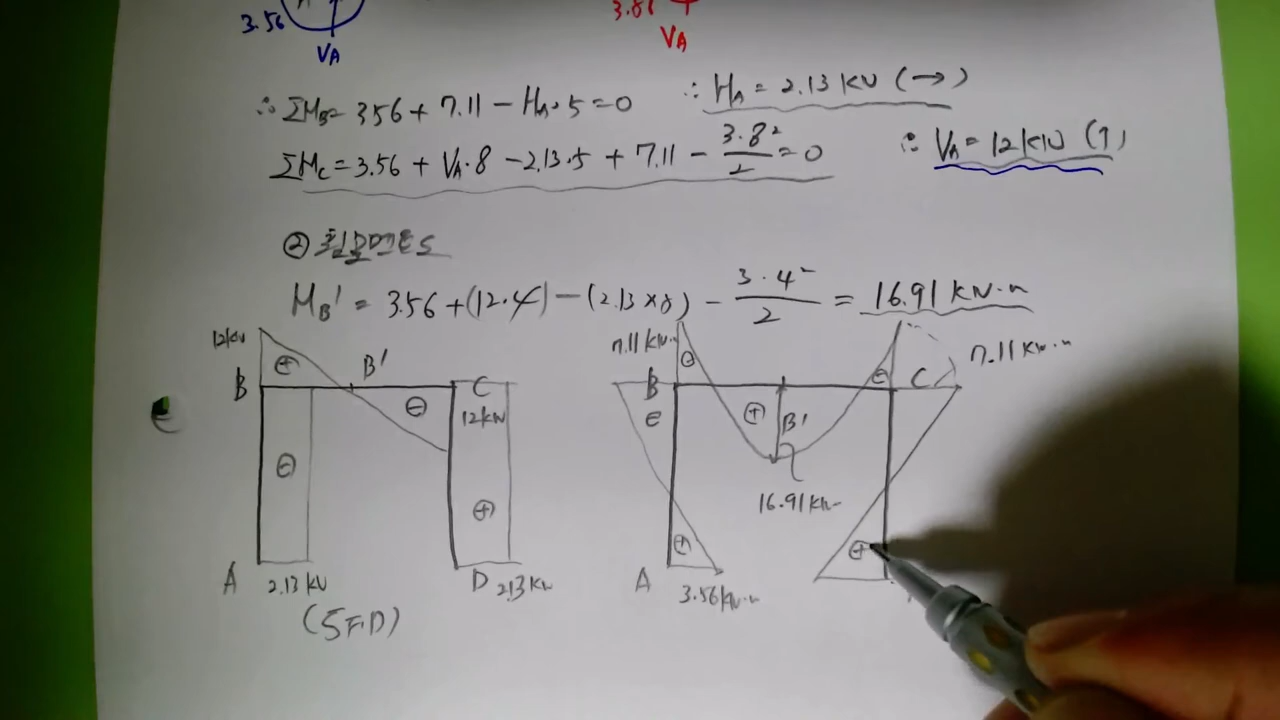 A
3.56
VA
3.81
VA
∴ ΣMB= 3.56 + 7.11 - HA·5 = 0 ∴ HA = 2.13 KN (→)
ΣMC = 3.56 + VA·8 - 2.13·5 + 7.11 - 3·8²/2 = 0 ∴ VA = 12 KN (↑)
② 휨모멘트
MB' = 3.56 + (12·4) - (2.13×8) - 3·4²/2 = 16.91 KN·m
12KN
⊕
B'
B
⊖
C
12KN
⊖
⊕
A
2.13 KN
D 2.13 KN
(S.F.D)
7.11 KN·m
⊖
⊖
C
7.11 KN·m
B
⊖
⊕
B'
16.91 KN·m
⊕
⊕
A
3.56 KN·m